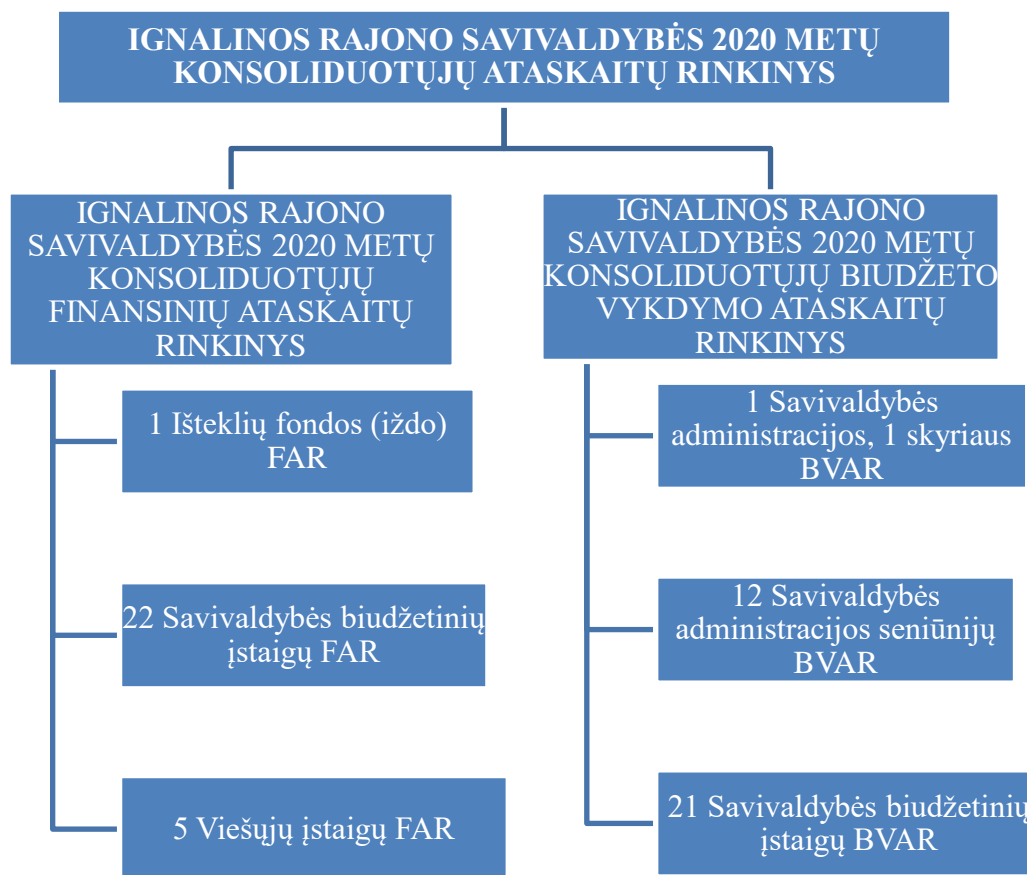 IGNALINOS RAJONO SAVIVALDYBĖS 2020 METŲ
KONSOLIDUOTŲJŲ ATASKAITŲ RINKINYS
IGNALINOS RAJONO
SAVIVALDYBĖS 2020 METŲ
KONSOLIDUOTŲJŲ
FINANSINIŲ ATASKAITŲ
RINKINYS
1 Išteklių fondos (iždo)
FAR
22 Savivaldybės biudžetinių
įstaigų FAR
5 Viešųjų įstaigų FAR
IGNALINOS RAJONO
SAVIVALDYBĖS 2020 METŲ
KONSOLIDUOTŲJŲ BIUDŽETO
VYKDYMO ATASKAITŲ
RINKINYS
1 Savivaldybės
administracijos, 1 skyriaus
BVAR
12 Savivaldybės
administracijos seniūnijų
BVAR
21 Savivaldybės biudžetinių
įstaigų BVAR